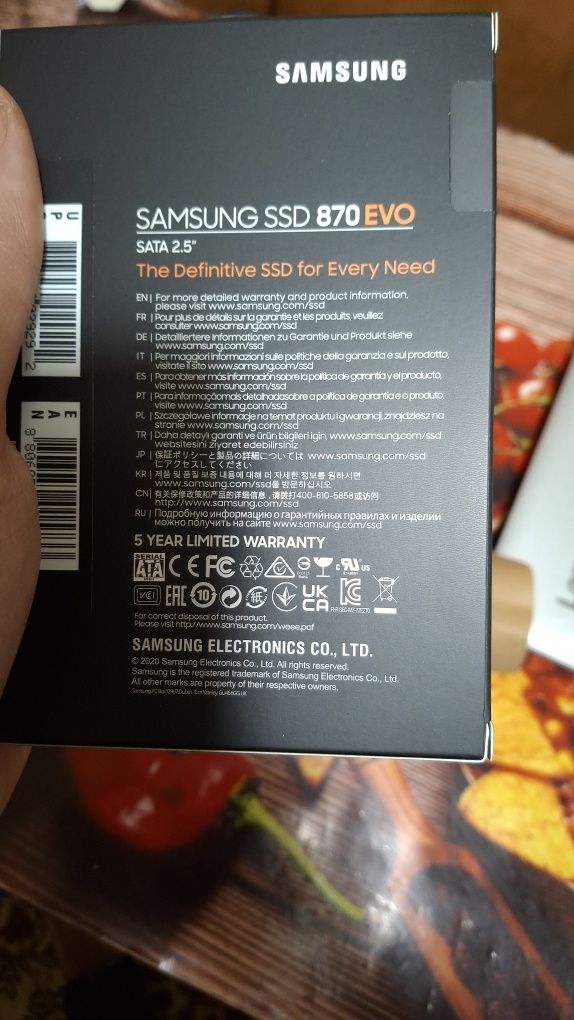 SAMSUNG
SAMSUNG SSD 870 EVO
SATA 2.5"
The Definitive SSD for Every Need
EN | For more detailed warranty and product information,
please visit www.samsung.com/ssd
FR | Pour plus de détails sur la garantie et les produits, veuillez
consulter www.samsung.com/ssd
DE | Detailliertere Informationen zu Garantie und Produkt siehe
www.samsung.com/ssd
IT | Per maggiori informazioni sulle politiche della garanzia e sul prodotto,
visitate il sito www.samsung.com/ssd
ES | Para obtener más información sobre la política de garantía y el producto,
visite www.samsung.com/ssd
PT | Para informação mais detalhada sobre a garantia e o produto,
visite www.samsung.com/ssd
PL | Szczegółowe informacje na temat produktu i gwarancji, znajdziesz na
stronie www.samsung.com/ssd
TR | Daha detaylı garanti ve ürün bilgileri için, www.samsung.com/ssd
websitesini ziyaret edebilirsiniz
JP | 保証ポリシーと製品の詳細については www.samsung.com/ssd
にアクセスしてください
KR | 제품 및 품질 보증 내용에 대해 더 자세한 정보를 원하시면
www.samsung.com/ssd를 방문하십시오
CN | 有关保修政策和产品的详细信息，请拨打400-810-5858或访问
http://www.samsung.com/ssd
RU | Подробную информацию о гарантийных правилах и изделии
можно получить на сайте www.samsung.com/ssd
5 YEAR LIMITED WARRANTY
SERIAL
ATA
CE FC
c RU US
VCI EAC 10 UK
CA
For correct disposal of this product.
Please visit http://www.samsung.com/weee.paf
SAMSUNG ELECTRONICS CO., LTD.
© 2020 Samsung Electronics Co., Ltd. All rights reserved.
Samsung is the registered trademark of Samsung Electronics Co., Ltd.
All other marks are property of their respective owners.
EAN